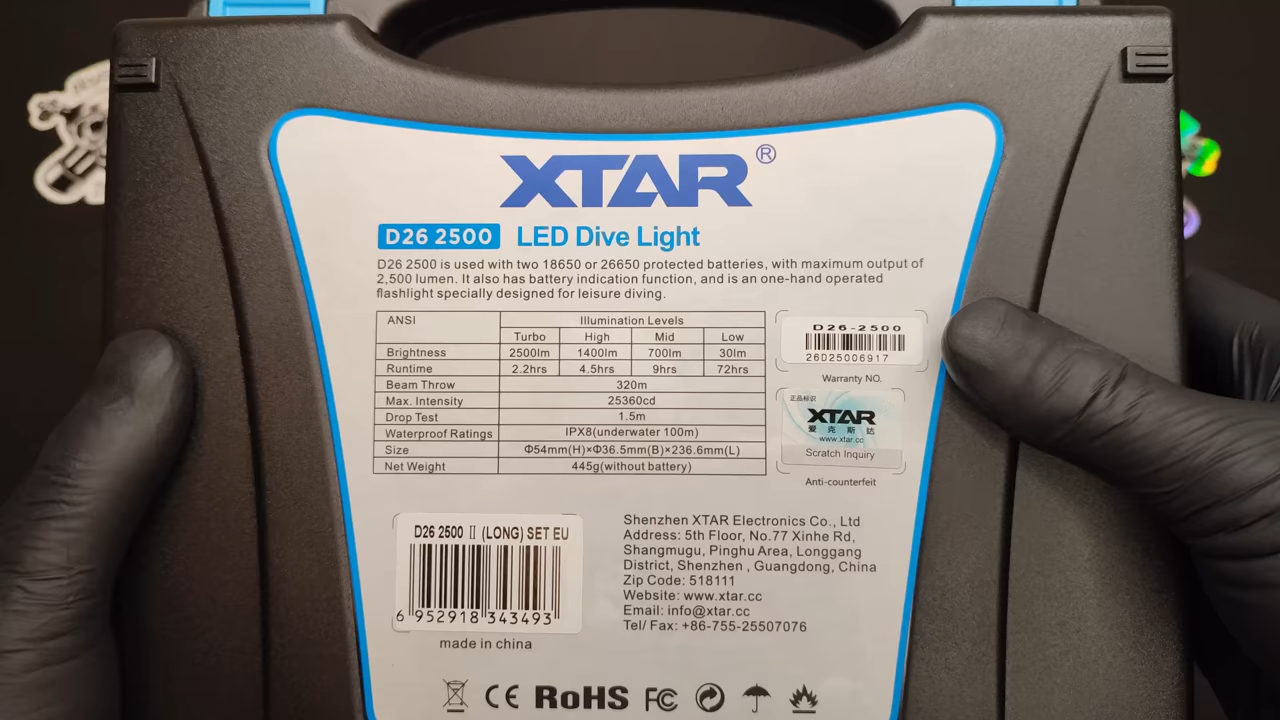 XTAR®
D26 2500 LED Dive Light
D26 2500 is used with two 18650 or 26650 protected batteries, with maximum output of
2,500 lumen. It also has battery indication function, and is an one-hand operated
flashlight specially designed for leisure diving.
ANSI Illumination Levels
Turbo High Mid Low
Brightness 2500lm 1400lm 700lm 30lm
Runtime 2.2hrs 4.5hrs 9hrs 72hrs
Beam Throw 320m
Max. Intensity 25360cd
Drop Test 1.5m
Waterproof Ratings IPX8(underwater 100m)
Size Φ54mm(H)×Φ36.5mm(B)×236.6mm(L)
Net Weight 445g(without battery)
D26-2500
26D25006917
Warranty NO.
正品标识
XTAR
爱克斯达
www.xtar.cc
Scratch Inquiry
Anti-counterfeit
D26 2500 Ⅱ (LONG) SET EU
6 952918 343493
made in china
Shenzhen XTAR Electronics Co., Ltd
Address: 5th Floor, No.77 Xinhe Rd,
Shangmugu, Pinghu Area, Longgang
District, Shenzhen , Guangdong, China
Zip Code: 518111
Website: www.xtar.cc
Email: info@xtar.cc
Tel/ Fax: +86-755-25507076
CE RoHS FC